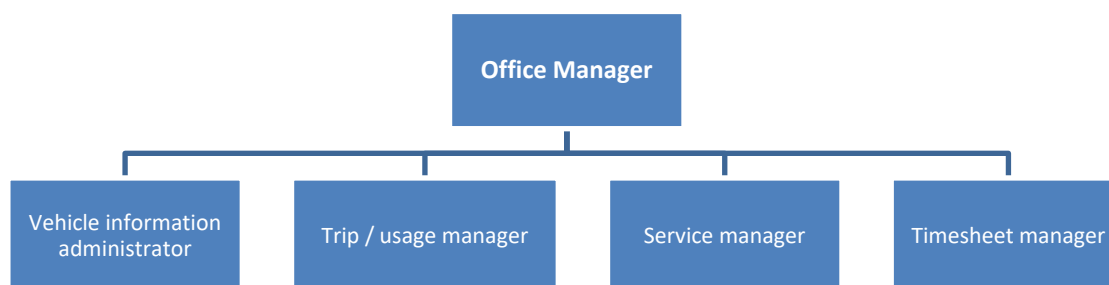 Office Manager
Vehicle information
administrator
Trip / usage manager
Service manager
Timesheet manager